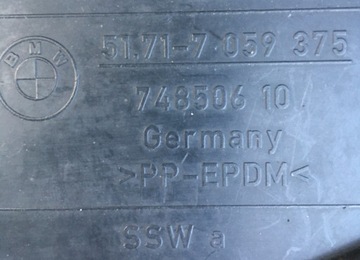 BMW
51.71-7 059 375
748506 10
Germany
>PP-EPDM<
SSW a